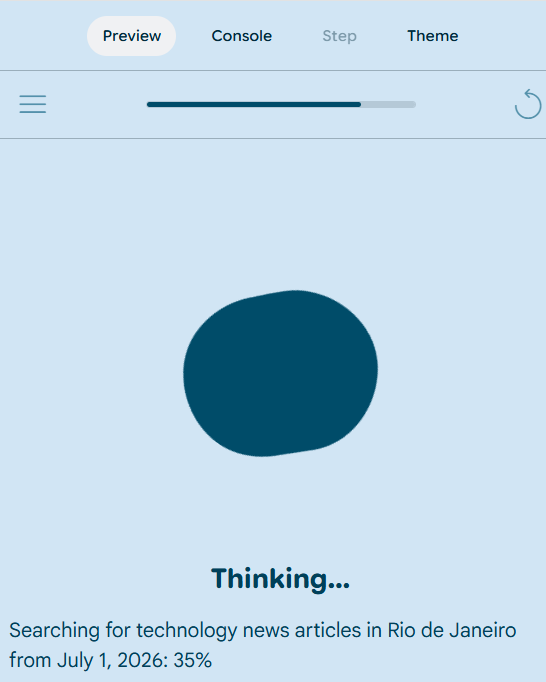 Preview Console Step Theme
Thinking...
Searching for technology news articles in Rio de Janeiro
from July 1, 2026: 35%